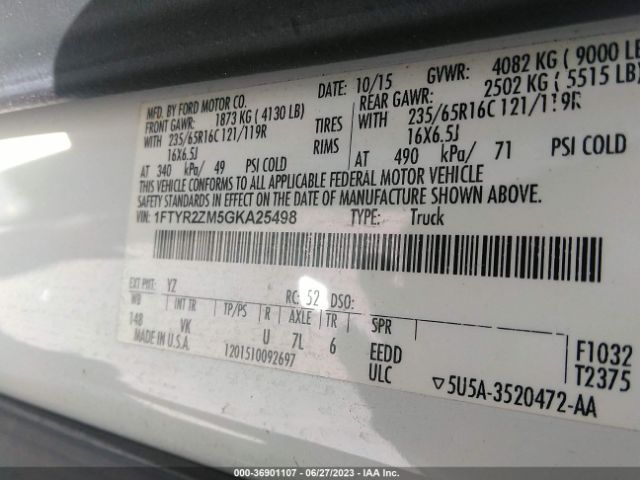 MFD. BY FORD MOTOR CO.
DATE: 10/15 GVWR: 4082 KG ( 9000 LB
FRONT GAWR: 1873 KG ( 4130 LB)
REAR GAWR: 2502 KG ( 5515 LB)
WITH 235/65R16C 121/119R TIRES WITH 235/65R16C 121/119R
16X6.5J RIMS 16X6.5J
AT 340 kPa/ 49 PSI COLD AT 490 kPa/ 71 PSI COLD
THIS VEHICLE CONFORMS TO ALL APPLICABLE FEDERAL MOTOR VEHICLE
SAFETY STANDARDS IN EFFECT ON THE DATE OF MANUFACTURE SHOWN ABOVE.
VIN: 1FTYR2ZM5GKA25498 TYPE: Truck
EXT PNT: YZ RC: 52 DSO:
WB INT TR TP/PS R AXLE TR SPR
148 VK U 7L 6 EEDD F1032
MADE IN U.S.A. 1201510092697 ULC T2375
▽5U5A-3520472-AA
000-36901107 - 06/27/2023 - IAA Inc.